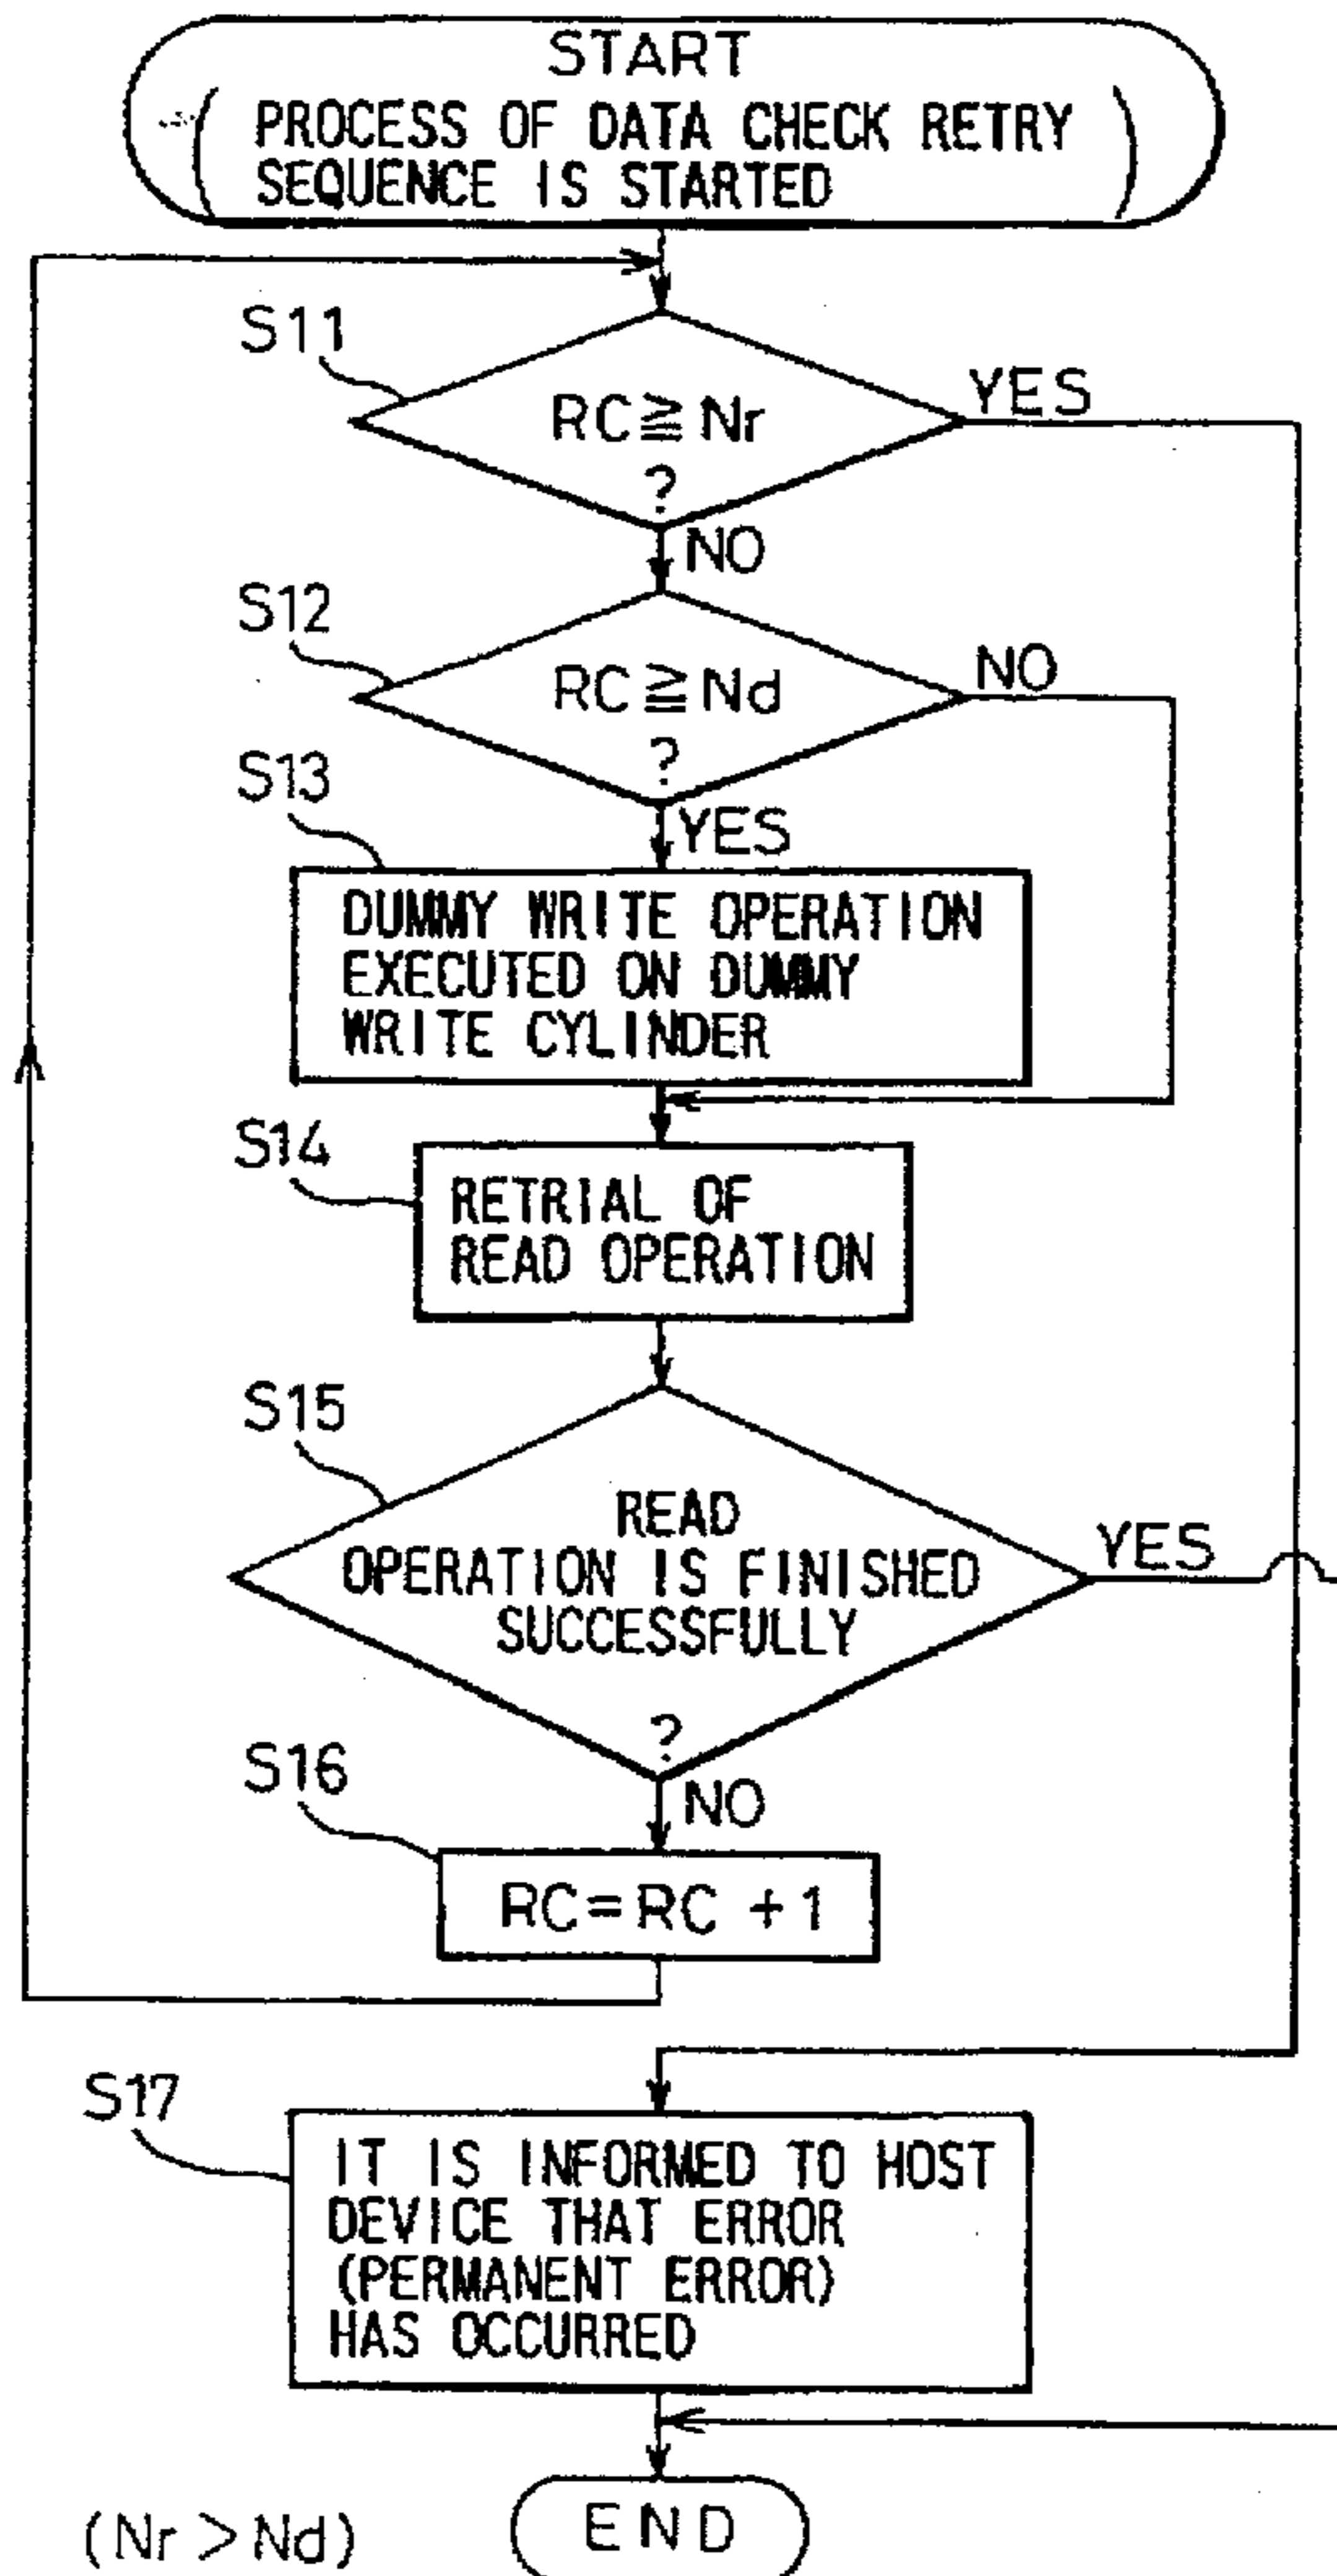 START
( PROCESS OF DATA CHECK RETRY
SEQUENCE IS STARTED )
S11
RC≧Nr
?
YES
NO
S12
RC≧Nd
?
NO
YES
S13
DUMMY WRITE OPERATION
EXECUTED ON DUMMY
WRITE CYLINDER
S14
RETRIAL OF
READ OPERATION
S15
READ
OPERATION IS FINISHED
SUCCESSFULLY
?
YES
NO
S16
RC=RC +1
S17
IT IS INFORMED TO HOST
DEVICE THAT ERROR
(PERMANENT ERROR)
HAS OCCURRED
(Nr>Nd)
END